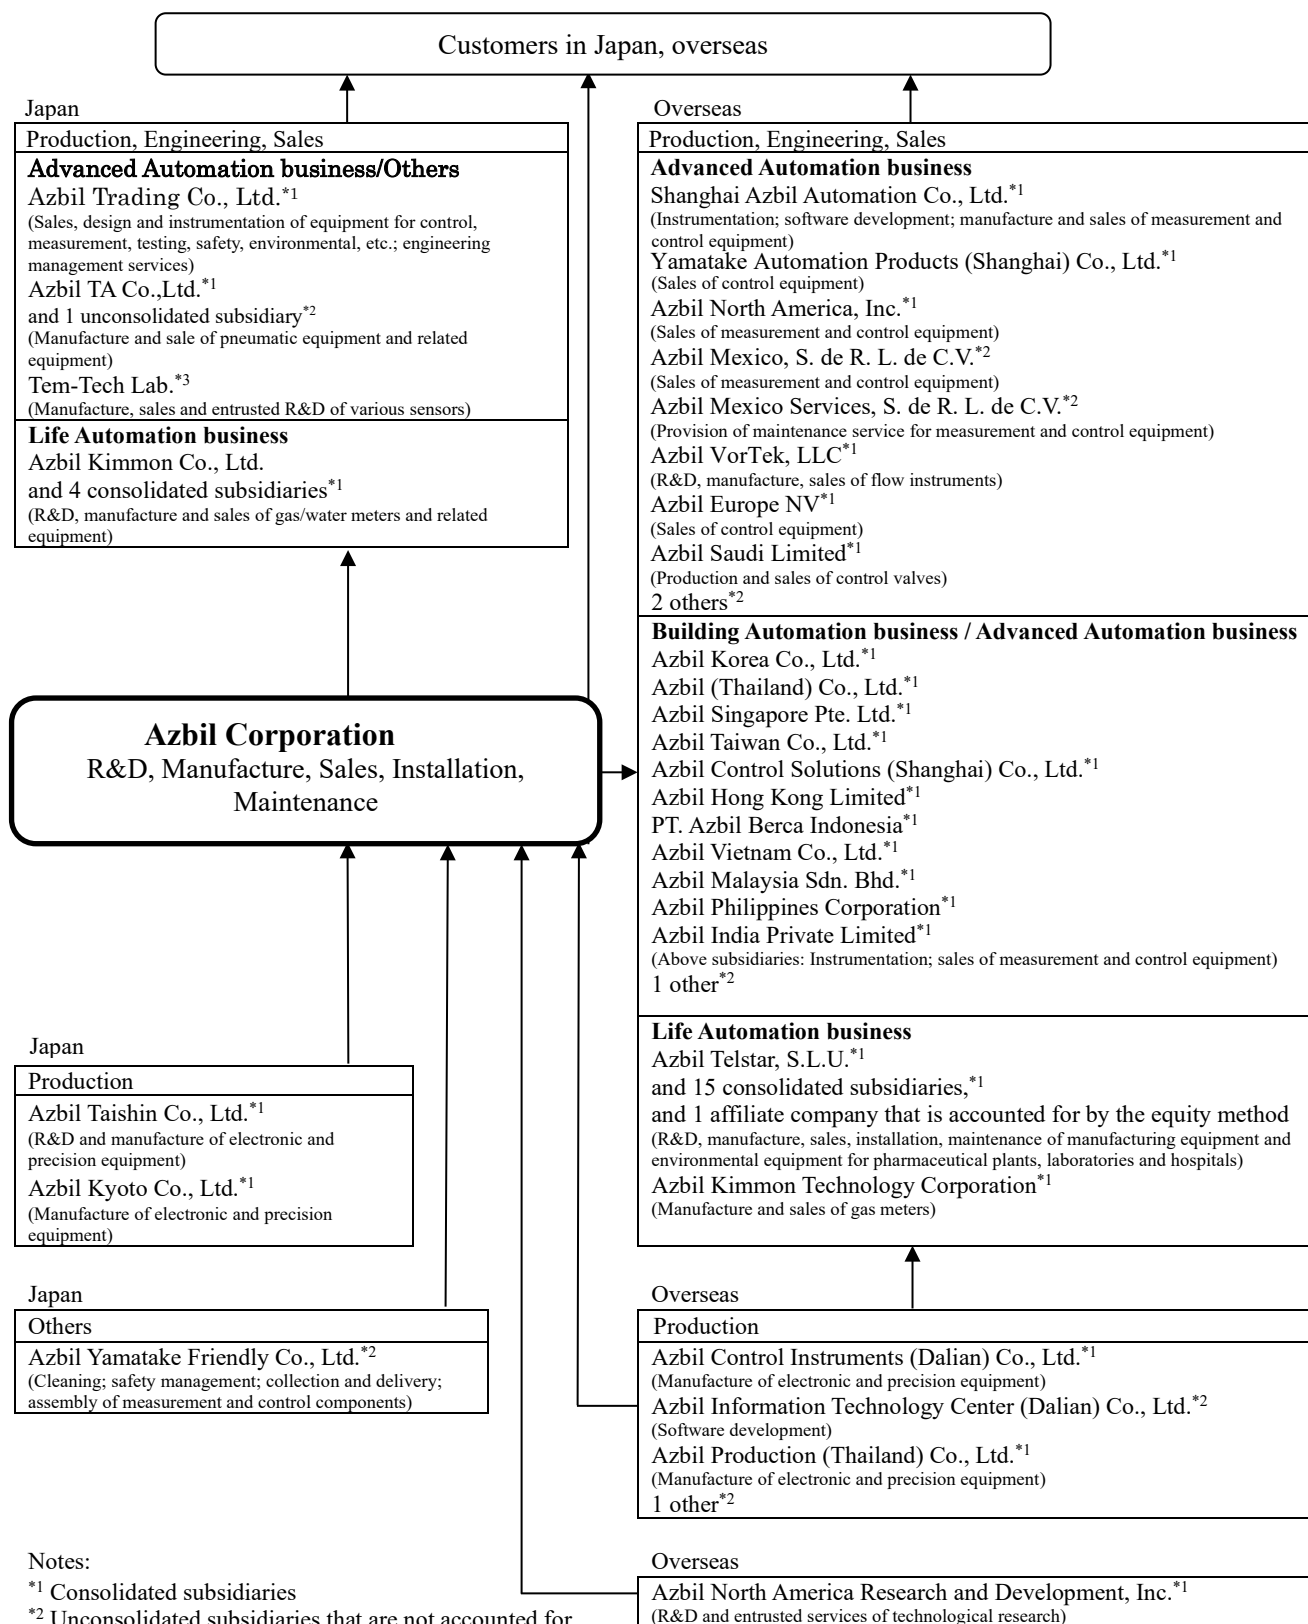 Customers in Japan, overseas
Japan
Production, Engineering, Sales
Advanced Automation business/Others
Azbil Trading Co., Ltd.*1
(Sales, design and instrumentation of equipment for control,
measurement, testing, safety, environmental, etc.; engineering
management services)
Azbil TA Co.,Ltd.*1
and 1 unconsolidated subsidiary*2
(Manufacture and sale of pneumatic equipment and related
equipment)
Tem-Tech Lab.*3
(Manufacture, sales and entrusted R&D of various sensors)
Life Automation business
Azbil Kimmon Co., Ltd.
and 4 consolidated subsidiaries*1
(R&D, manufacture and sales of gas/water meters and related
equipment)
Overseas
Production, Engineering, Sales
Advanced Automation business
Shanghai Azbil Automation Co., Ltd.*1
(Instrumentation; software development; manufacture and sales of measurement and
control equipment)
Yamatake Automation Products (Shanghai) Co., Ltd.*1
(Sales of control equipment)
Azbil North America, Inc.*1
(Sales of measurement and control equipment)
Azbil Mexico, S. de R. L. de C.V.*2
(Sales of measurement and control equipment)
Azbil Mexico Services, S. de R. L. de C.V.*2
(Provision of maintenance service for measurement and control equipment)
Azbil VorTek, LLC*1
(R&D, manufacture, sales of flow instruments)
Azbil Europe NV*1
(Sales of control equipment)
Azbil Saudi Limited*1
(Production and sales of control valves)
2 others*2
Building Automation business / Advanced Automation business
Azbil Korea Co., Ltd.*1
Azbil (Thailand) Co., Ltd.*1
Azbil Singapore Pte. Ltd.*1
Azbil Taiwan Co., Ltd.*1
Azbil Control Solutions (Shanghai) Co., Ltd.*1
Azbil Hong Kong Limited*1
PT. Azbil Berca Indonesia*1
Azbil Vietnam Co., Ltd.*1
Azbil Malaysia Sdn. Bhd.*1
Azbil Philippines Corporation*1
Azbil India Private Limited*1
(Above subsidiaries: Instrumentation; sales of measurement and control equipment)
1 other*2
Life Automation business
Azbil Telstar, S.L.U.*1
and 15 consolidated subsidiaries,*1
and 1 affiliate company that is accounted for by the equity method
(R&D, manufacture, sales, installation, maintenance of manufacturing equipment and
environmental equipment for pharmaceutical plants, laboratories and hospitals)
Azbil Kimmon Technology Corporation*1
(Manufacture and sales of gas meters)
Azbil Corporation
R&D, Manufacture, Sales, Installation,
Maintenance
Japan
Production
Azbil Taishin Co., Ltd.*1
(R&D and manufacture of electronic and
precision equipment)
Azbil Kyoto Co., Ltd.*1
(Manufacture of electronic and precision
equipment)
Japan
Others
Azbil Yamatake Friendly Co., Ltd.*2
(Cleaning; safety management; collection and delivery;
assembly of measurement and control components)
Overseas
Production
Azbil Control Instruments (Dalian) Co., Ltd.*1
(Manufacture of electronic and precision equipment)
Azbil Information Technology Center (Dalian) Co., Ltd.*2
(Software development)
Azbil Production (Thailand) Co., Ltd.*1
(Manufacture of electronic and precision equipment)
1 other*2
Notes:
*1 Consolidated subsidiaries
*2 Unconsolidated subsidiaries that are not accounted for
Overseas
Azbil North America Research and Development, Inc.*1
(R&D and entrusted services of technological research)